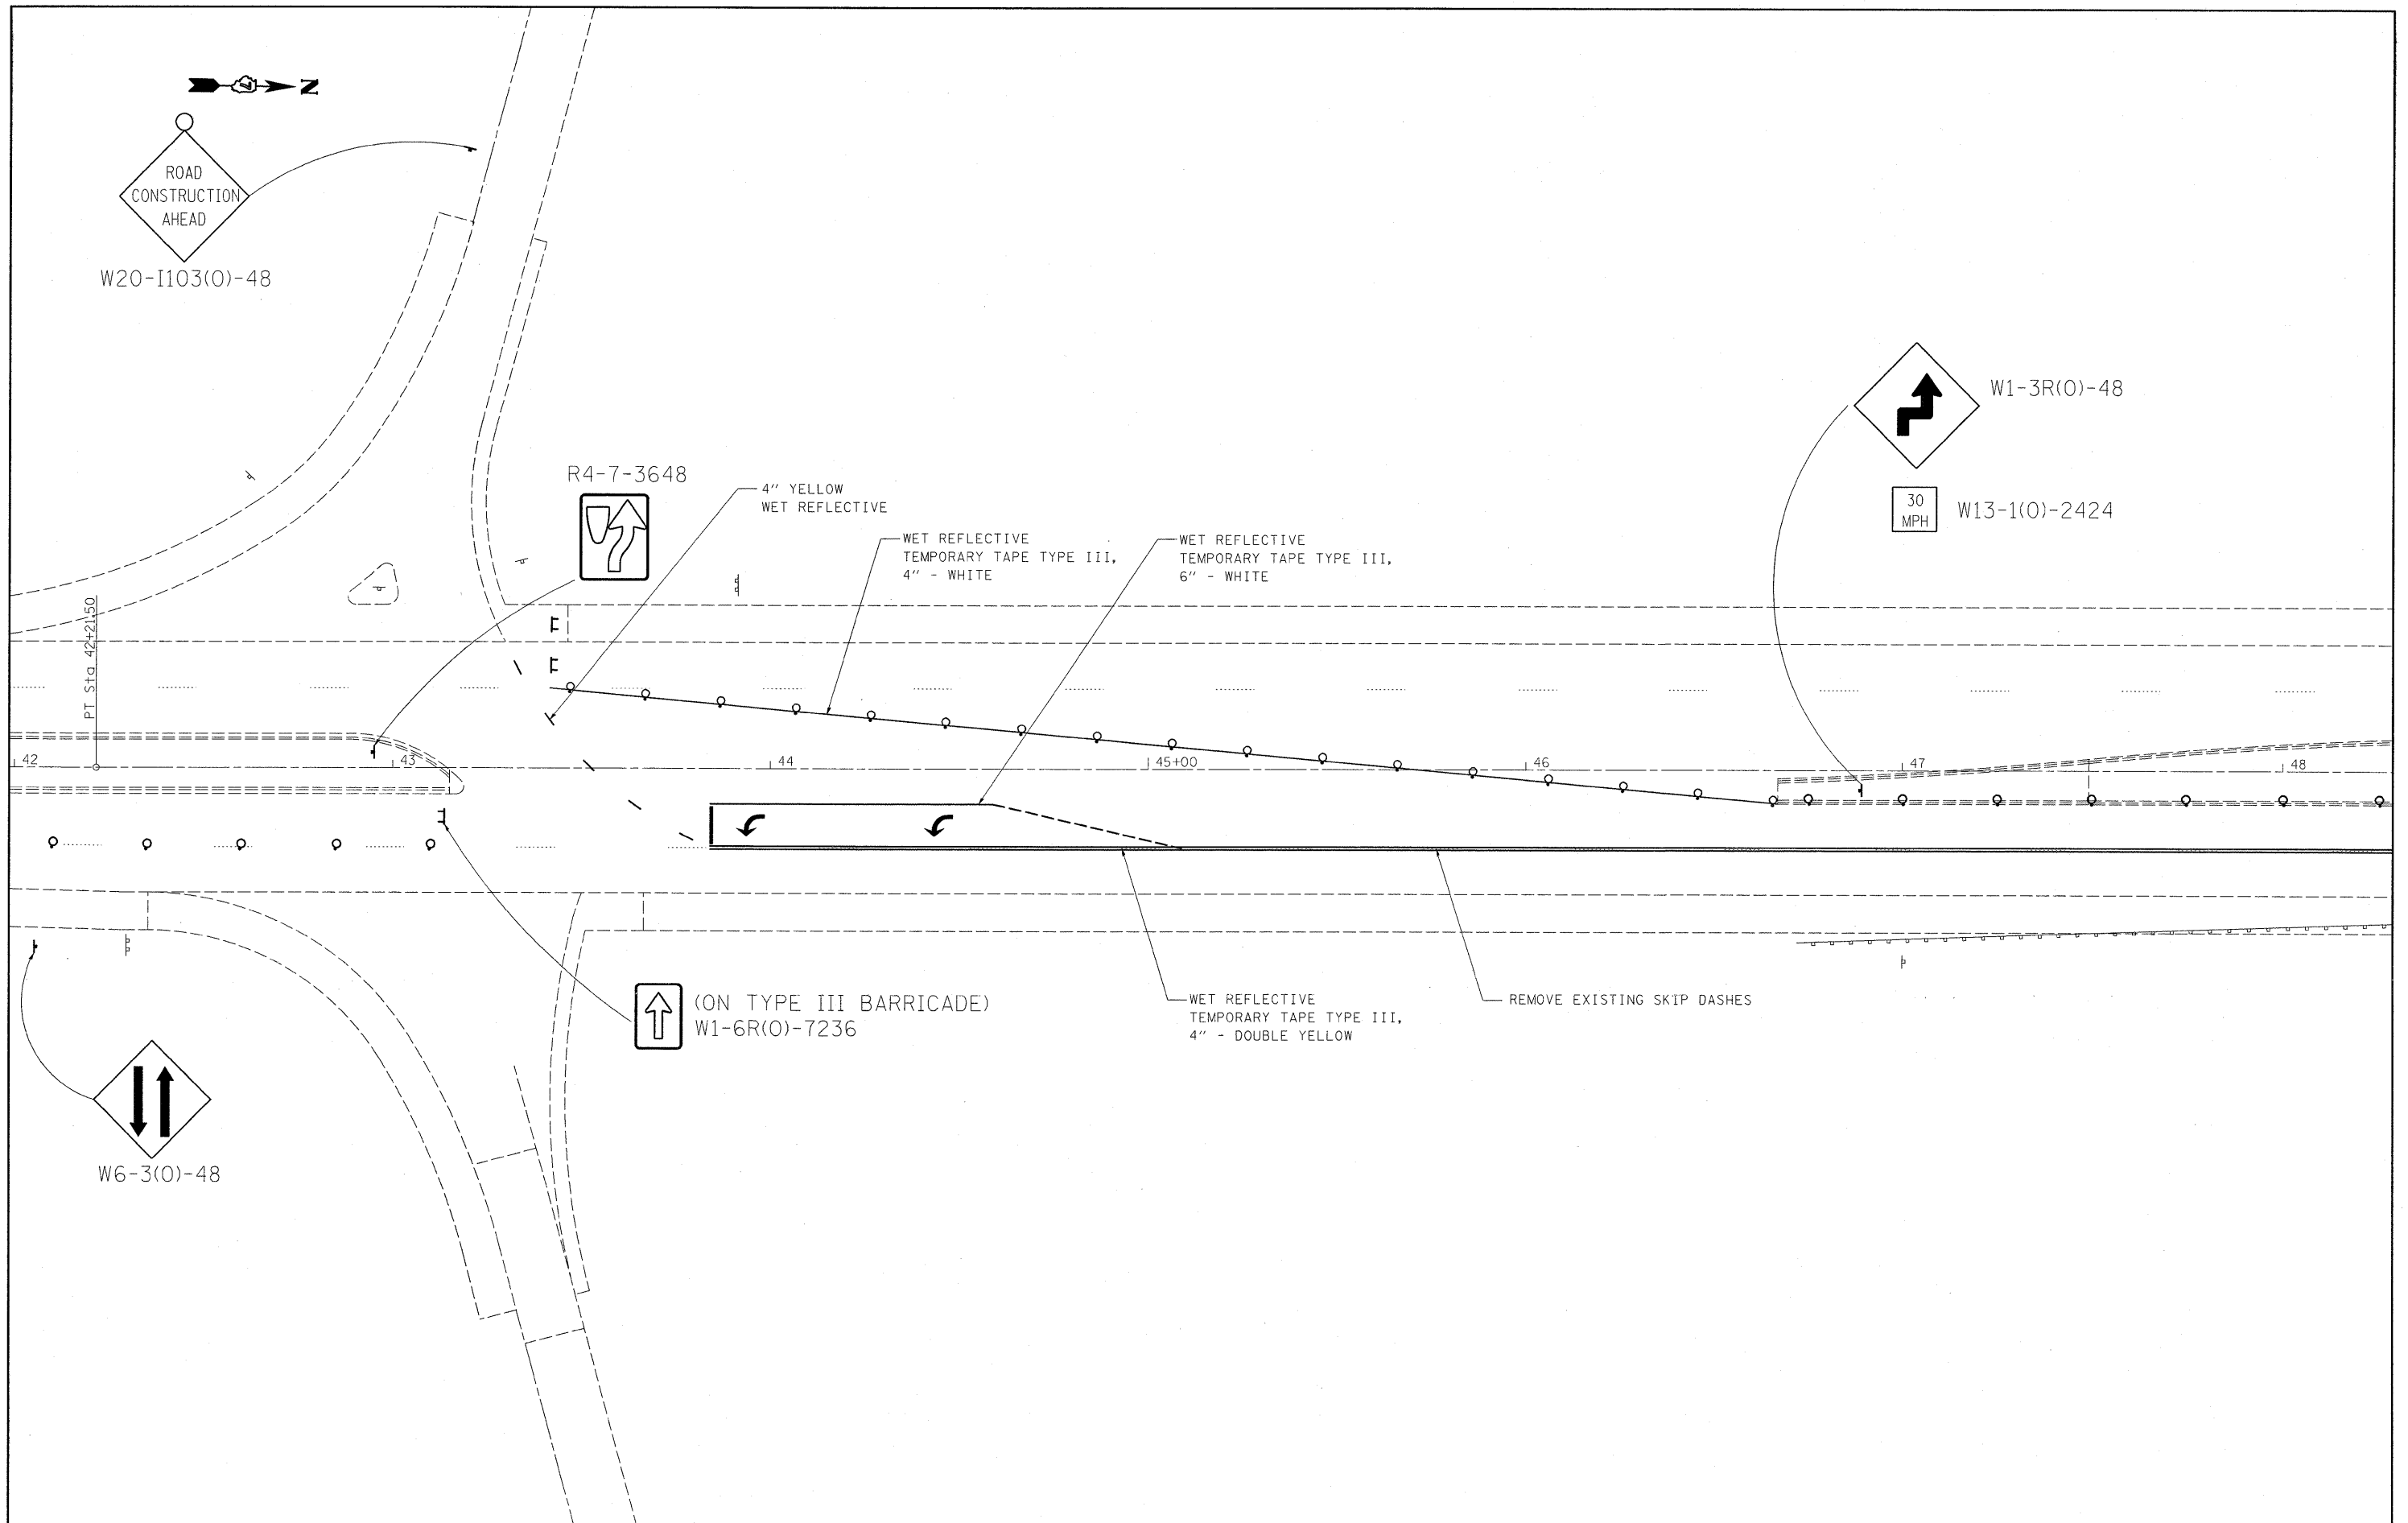 N
ROAD
CONSTRUCTION
AHEAD
W20-I103(O)-48
R4-7-3648
4" YELLOW
WET REFLECTIVE
WET REFLECTIVE
TEMPORARY TAPE TYPE III,
4" - WHITE
WET REFLECTIVE
TEMPORARY TAPE TYPE III,
6" - WHITE
W1-3R(O)-48
30
MPH
W13-1(O)-2424
PT Sta 42+21.50
42
43
44
45+00
46
47
48
(ON TYPE III BARRICADE)
W1-6R(O)-7236
WET REFLECTIVE
TEMPORARY TAPE TYPE III,
4" - DOUBLE YELLOW
REMOVE EXISTING SKIP DASHES
W6-3(O)-48